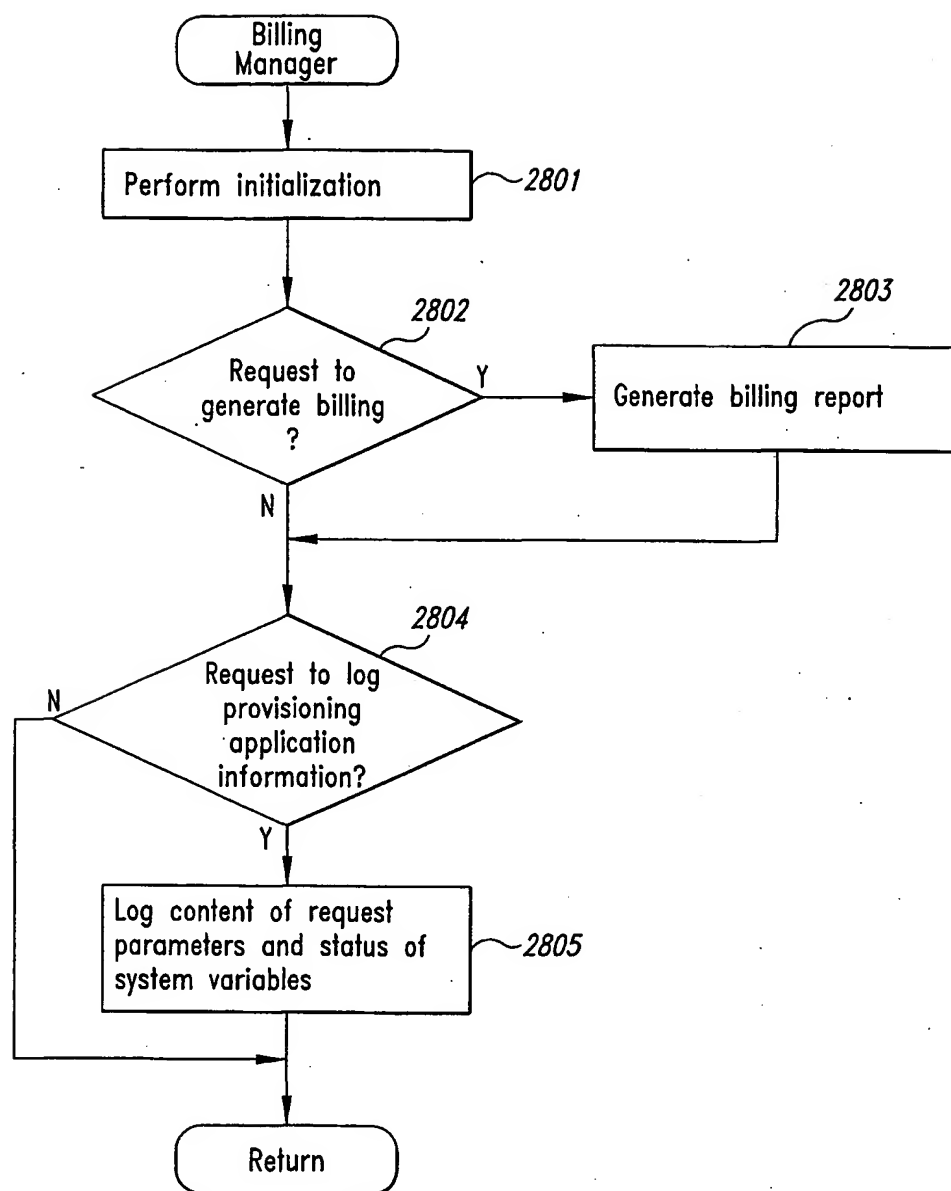 Billing
Manager
Perform initialization
2801
2802
Request to
generate billing
?
Y
N
2803
Generate billing report
2804
Request to log
provisioning
application
information?
N
Y
Log content of request
parameters and status of
system variables
2805
Return